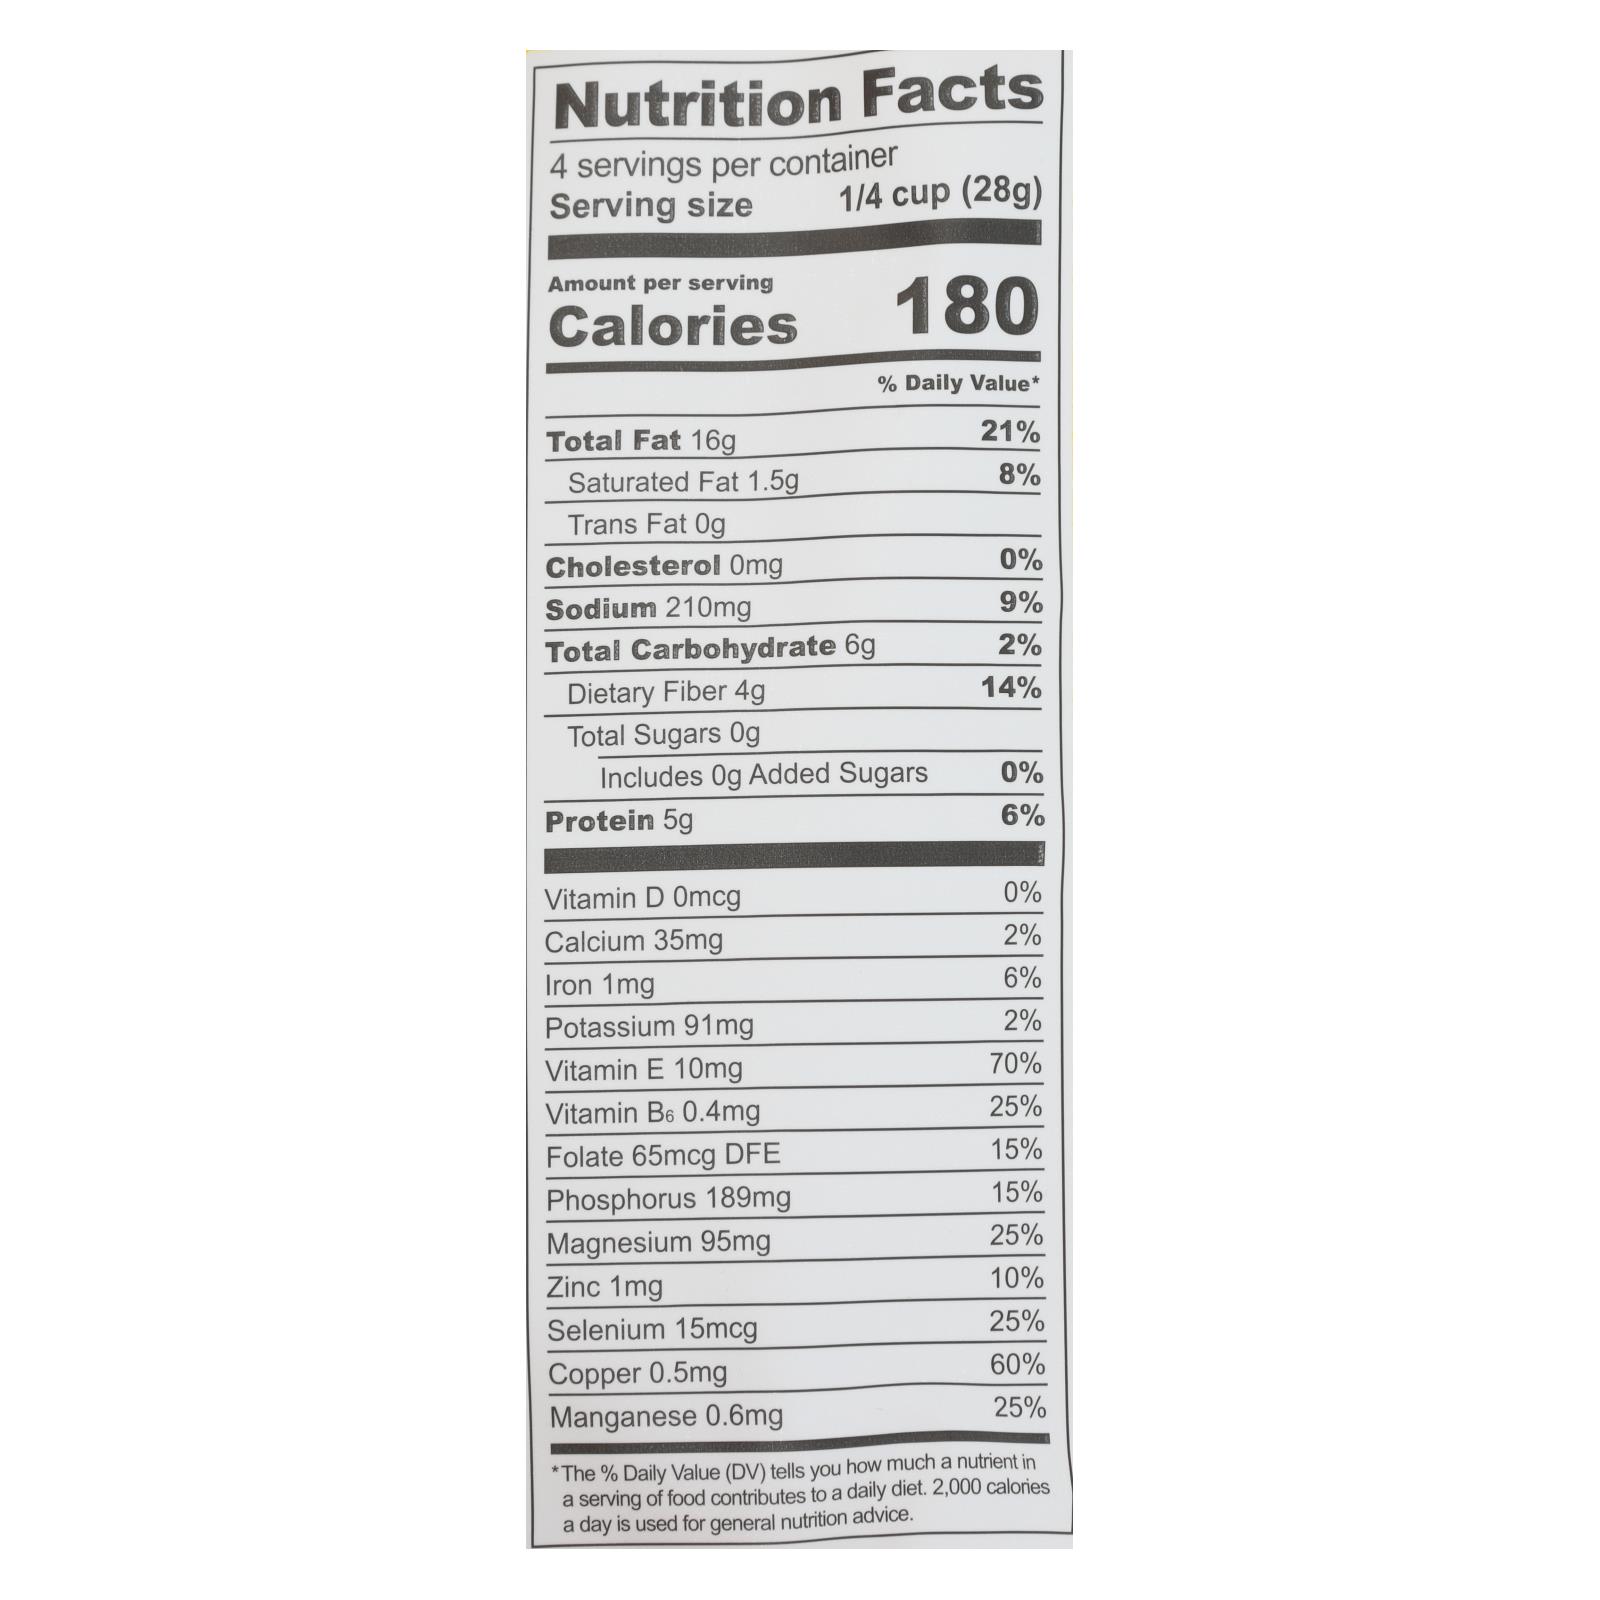 Nutrition Facts
4 servings per container
Serving size 1/4 cup (28g)
Amount per serving
Calories 180
% Daily Value*
Total Fat 16g 21%
Saturated Fat 1.5g 8%
Trans Fat 0g
Cholesterol 0mg 0%
Sodium 210mg 9%
Total Carbohydrate 6g 2%
Dietary Fiber 4g 14%
Total Sugars 0g
Includes 0g Added Sugars 0%
Protein 5g 6%
Vitamin D 0mcg 0%
Calcium 35mg 2%
Iron 1mg 6%
Potassium 91mg 2%
Vitamin E 10mg 70%
Vitamin B6 0.4mg 25%
Folate 65mcg DFE 15%
Phosphorus 189mg 15%
Magnesium 95mg 25%
Zinc 1mg 10%
Selenium 15mcg 25%
Copper 0.5mg 60%
Manganese 0.6mg 25%
*The % Daily Value (DV) tells you how much a nutrient in
a serving of food contributes to a daily diet. 2,000 calories
a day is used for general nutrition advice.